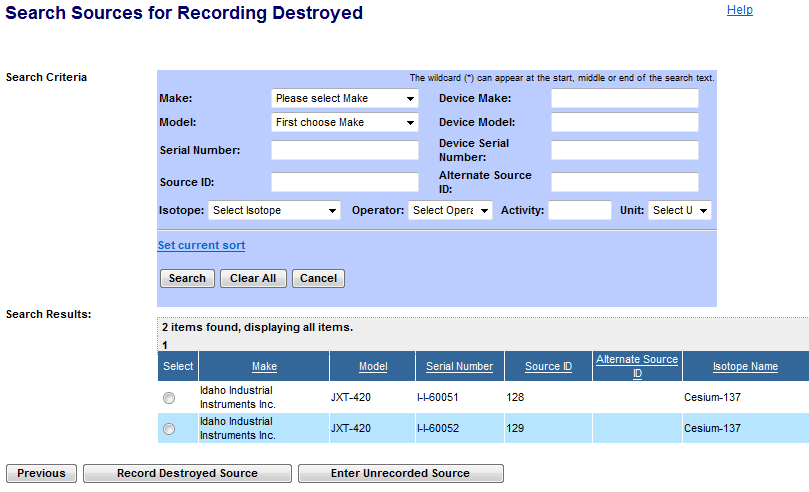 Search Sources for Recording Destroyed
Help
Search Criteria
The wildcard (*) can appear at the start, middle or end of the search text.
Make: Please select Make Device Make:
Model: First choose Make Device Model:
Serial Number: Device Serial
Number:
Source ID: Alternate Source
ID:
Isotope: Select Isotope Operator: Select Opera Activity: Unit: Select U
Set current sort
Search Clear All Cancel
Search Results:
2 items found, displaying all items.
1
Select Make Model Serial Number Source ID Alternate Source
ID Isotope Name
Idaho Industrial
Instruments Inc. JXT-420 I-I-60051 128 Cesium-137
Idaho Industrial
Instruments Inc. JXT-420 I-I-60052 129 Cesium-137
Previous Record Destroyed Source Enter Unrecorded Source